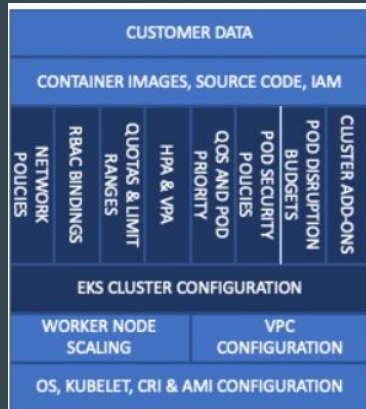 CUSTOMER DATA
CONTAINER IMAGES, SOURCE CODE, IAM
NETWORK
POLICIES
RBAC BINDINGS
QUOTAS & LIMIT
RANGES
HPA & VPA
QOS AND POD
PRIORITY
POD SECURITY
POLICIES
POD DISRUPTION
BUDGETS
CLUSTER ADD-ONS
EKS CLUSTER CONFIGURATION
WORKER NODE
SCALING
VPC
CONFIGURATION
OS, KUBELET, CRI & AMI CONFIGURATION